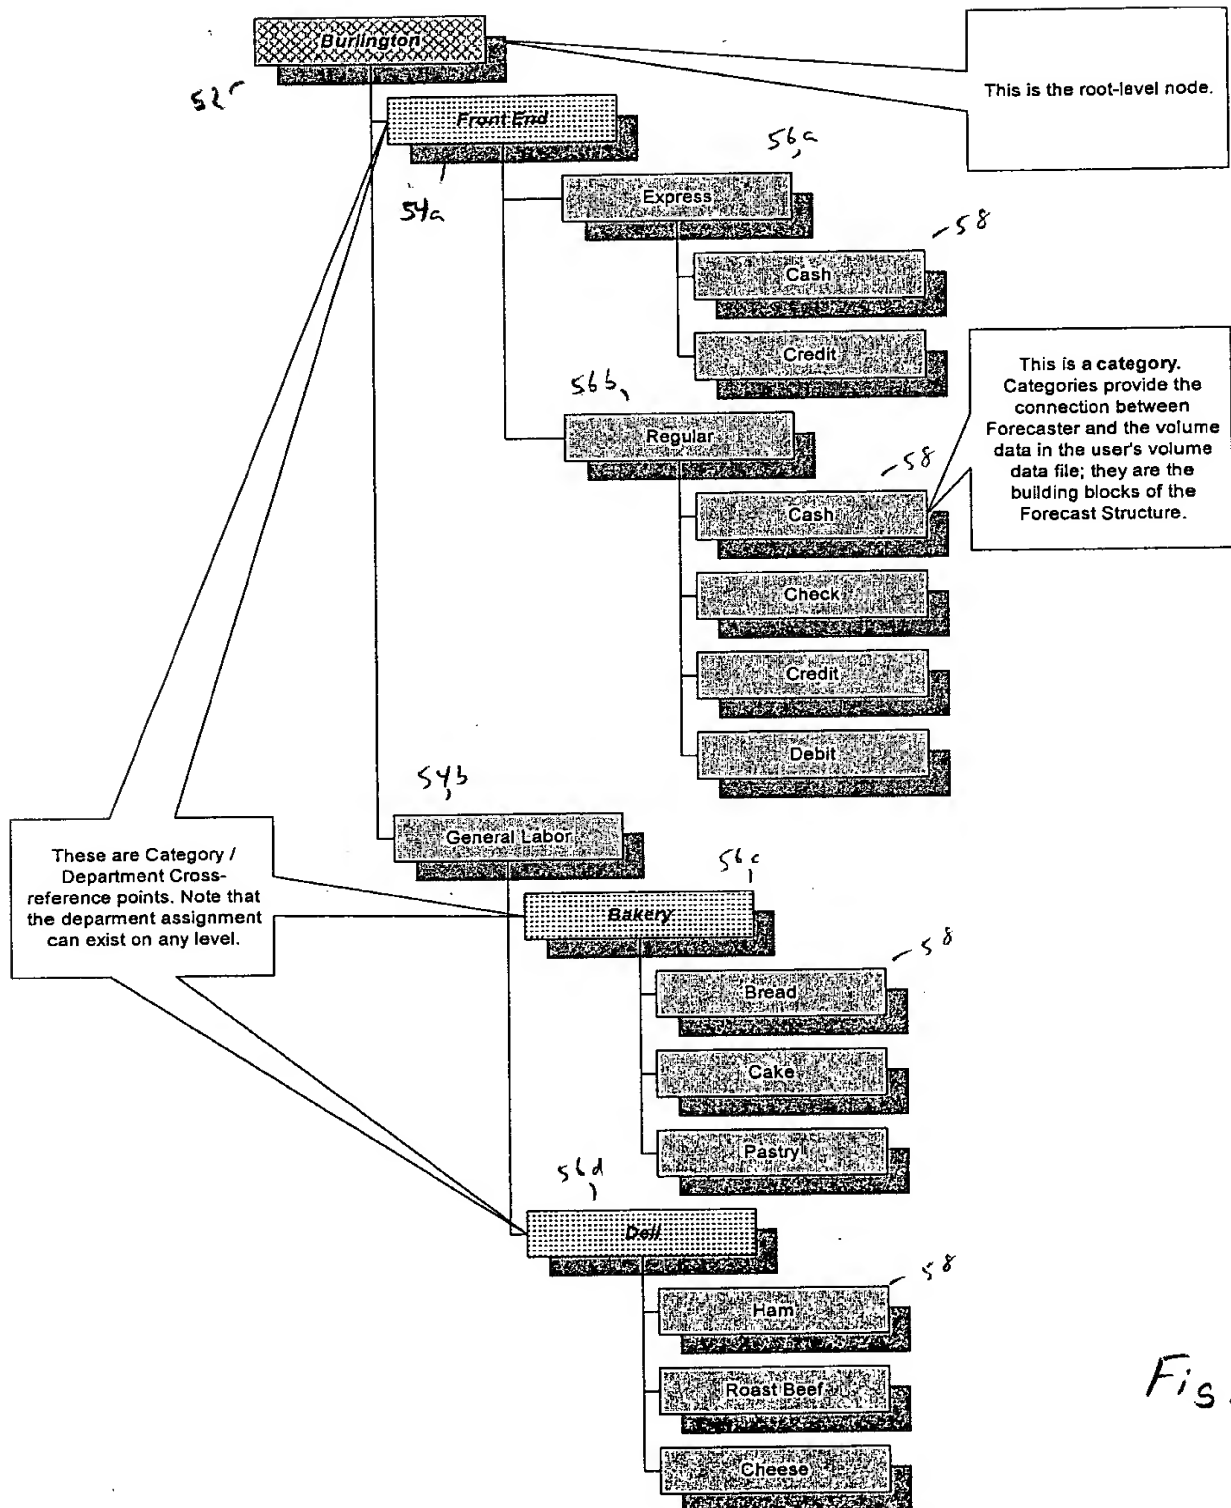 Burlington
This is the root-level node.
52
Front End
54a
56a
Express
58
Cash
Credit
This is a category.
Categories provide the
connection between
Forecaster and the volume
data in the user's volume
data file; they are the
building blocks of the
Forecast Structure.
56b
Regular
58
Cash
Check
Credit
Debit
54b
General Labor
These are Category /
Department Cross-
reference points. Note that
the deparment assignment
can exist on any level.
56c
Bakery
58
Bread
Cake
Pastry
56d
Deli
58
Ham
Roast Beef
Cheese
Fig.